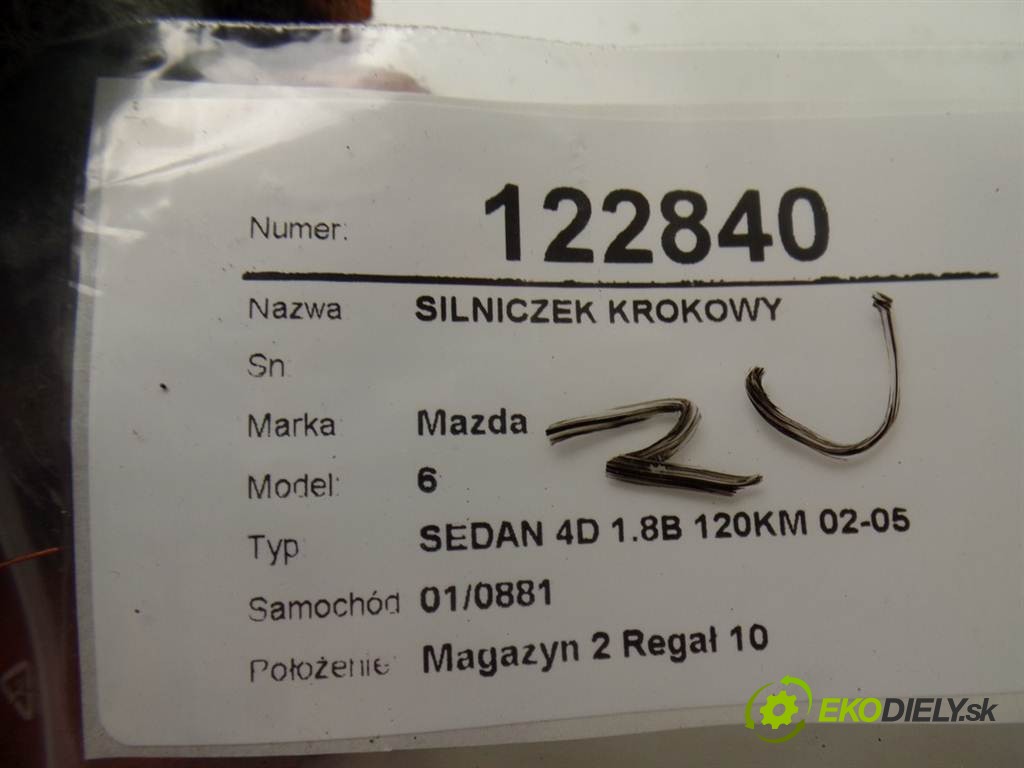 Numer: 122840
Nazwa SILNICZEK KROKOWY
Sn
Marka Mazda
Model: 6
ZU
Typ SEDAN 4D 1.8B 120KM 02-05
Samochód 01/0881
Położenie Magazyn 2 Regał 10
EKODIELY.sk